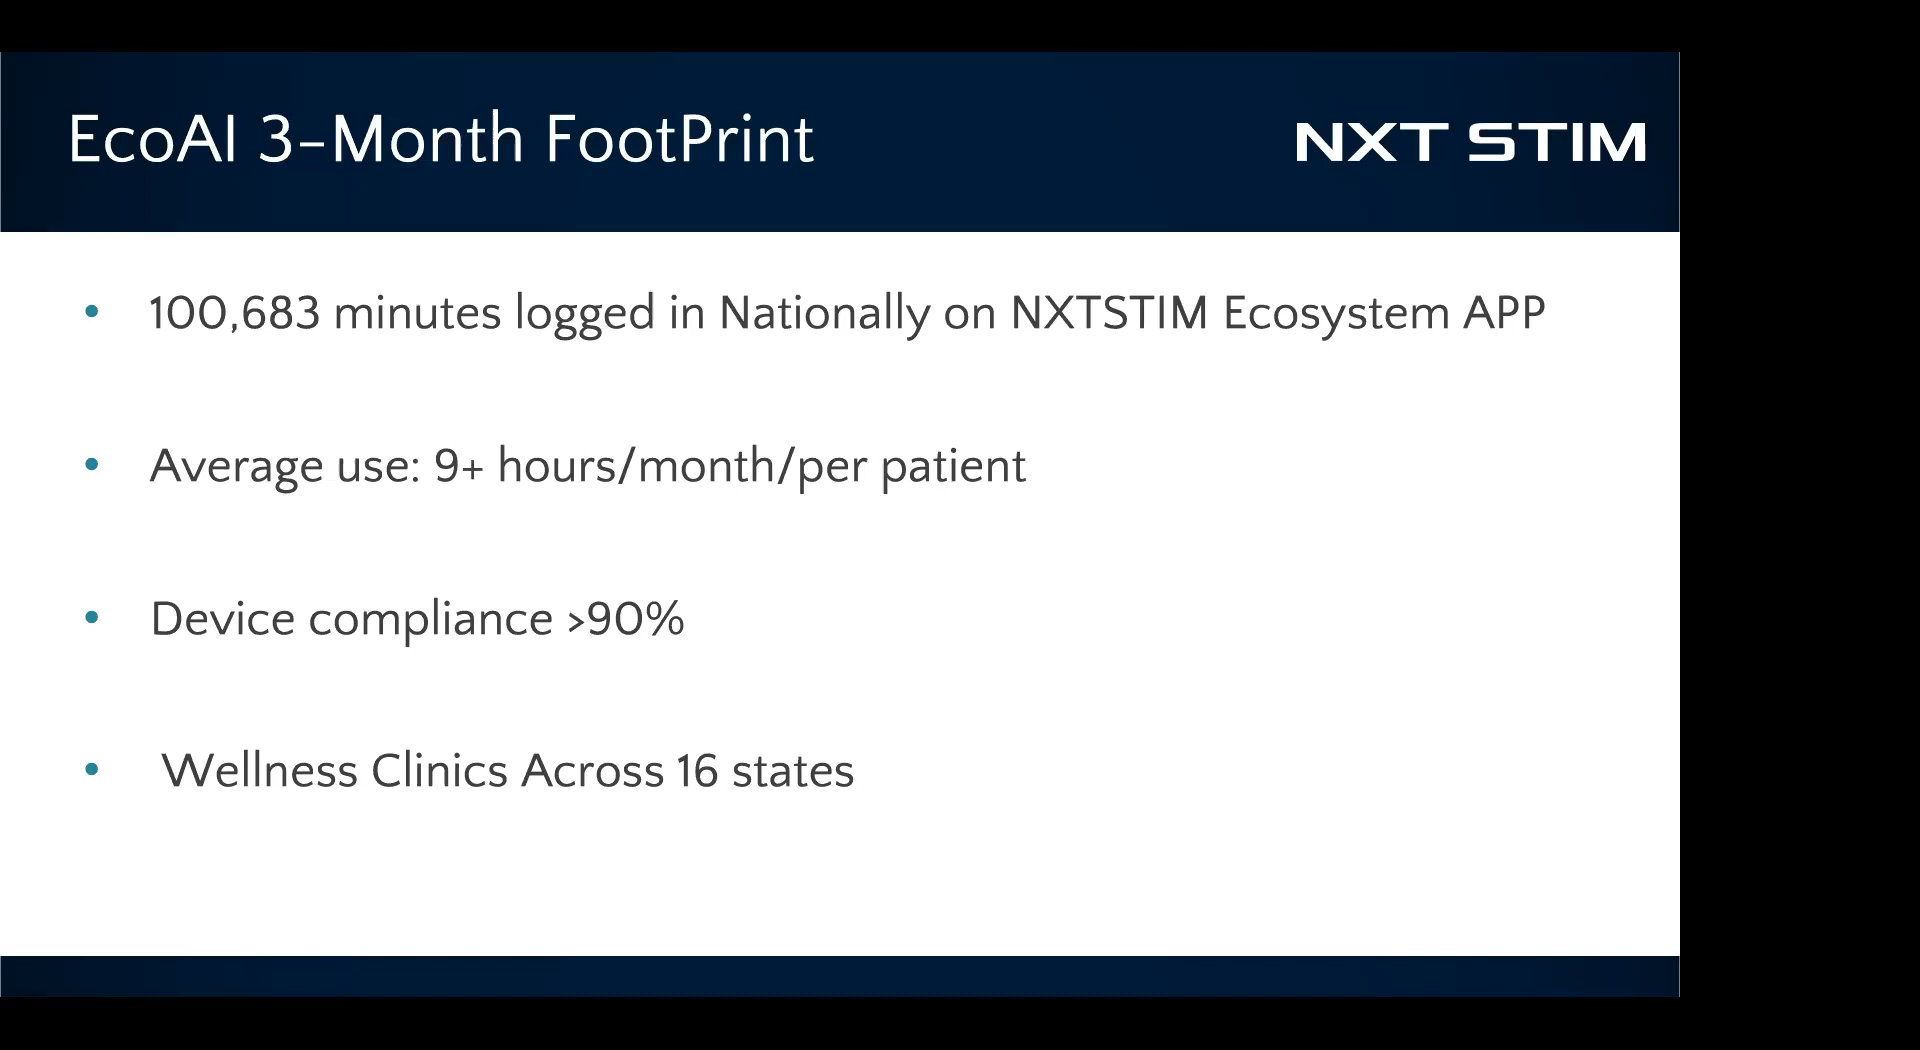 EcoAI 3-Month FootPrint
NXT STIM
• 100,683 minutes logged in Nationally on NXTSTIM Ecosystem APP
• Average use: 9+ hours/month/per patient
• Device compliance >90%
• Wellness Clinics Across 16 states